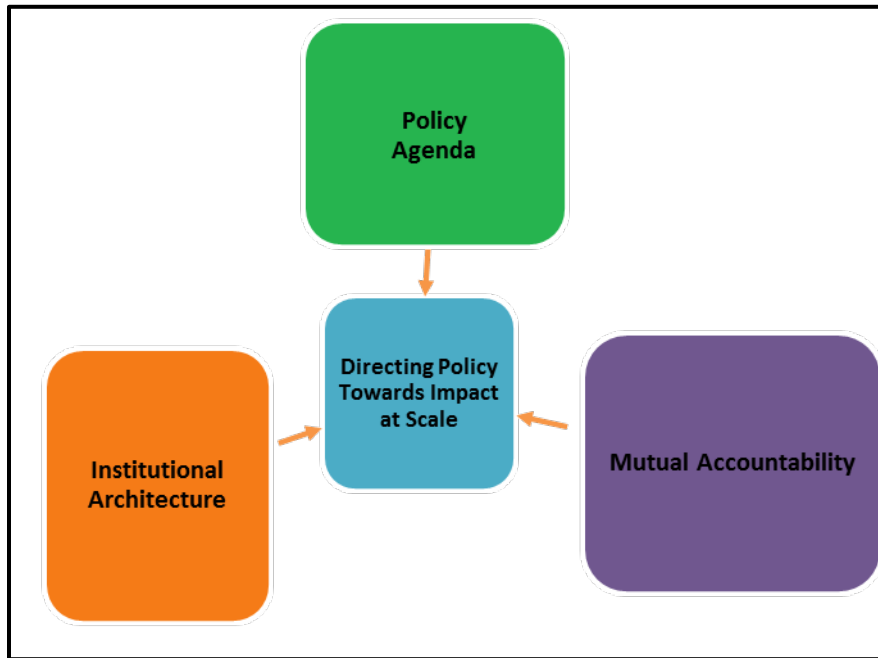 Policy
Agenda
Directing Policy
Towards Impact
at Scale
Institutional
Architecture
Mutual Accountability